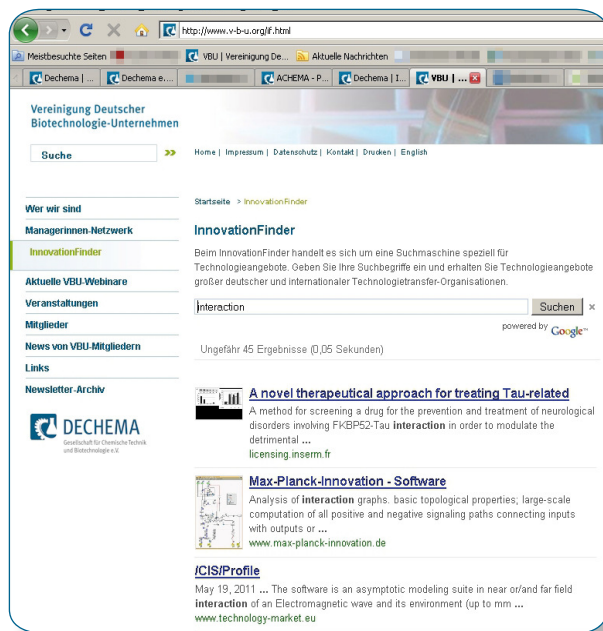 http://www.v-b-u.org/if.html
Meistbesuchte Seiten
VBU | Vereinigung De...
Aktuelle Nachrichten
Dechema | ...
Dechema e....
ACHEMA - P...
Dechema | I...
VBU | ...
Vereinigung Deutscher
Biotechnologie-Unternehmen
Suche
Home | Impressum | Datenschutz | Kontakt | Drucken | English
Wer wir sind
Managerinnen-Netzwerk
InnovationFinder
Aktuelle VBU-Webinare
Veranstaltungen
Mitglieder
News von VBU-Mitgliedern
Links
Newsletter-Archiv
DECHEMA
Gesellschaft für Chemische Technik
und Biotechnologie e.V.
Startseite > InnovationFinder
InnovationFinder
Beim InnovationFinder handelt es sich um eine Suchmaschine speziell für
Technologieangebote. Geben Sie Ihre Suchbegriffe ein und erhalten Sie Technologieangebote
großer deutscher und internationaler Technologietransfer-Organisationen.
interaction
Suchen ×
powered by Google™
Ungefähr 45 Ergebnisse (0,05 Sekunden)
A novel therapeutical approach for treating Tau-related
A method for screening a drug for the prevention and treatment of neurological
disorders involving FKBP52-Tau interaction in order to modulate the
detrimental ...
licensing.inserm.fr
Max-Planck-Innovation - Software
Analysis of interaction graphs. basic topological properties; large-scale
computation of all positive and negative signaling paths connecting inputs
with outputs or ...
www.max-planck-innovation.de
/CIS/Profile
May 19, 2011 ... The software is an asymptotic modeling suite in near or/and far field
interaction of an Electromagnetic wave and its environment (up to mm ...
www.technology-market.eu